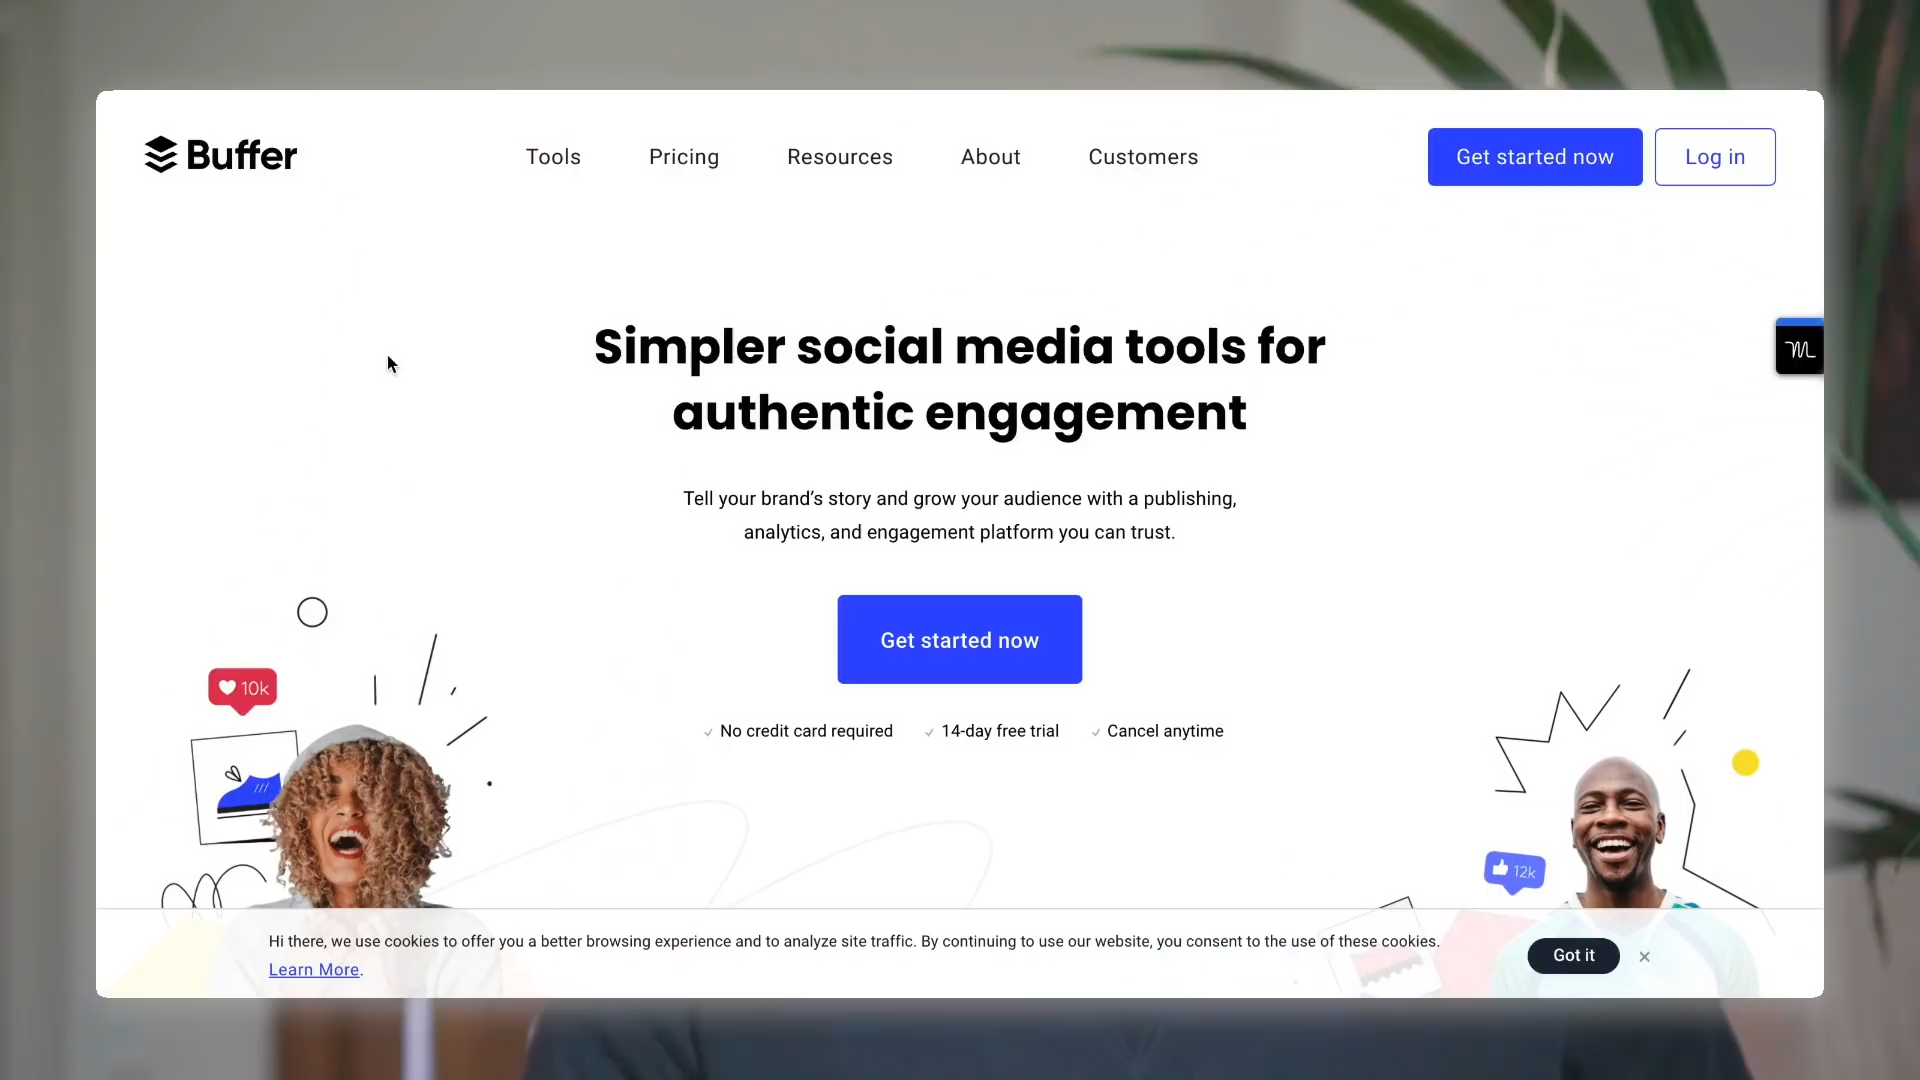 Buffer
Tools
Pricing
Resources
About
Customers
Get started now
Log in
Simpler social media tools for
authentic engagement
Tell your brand’s story and grow your audience with a publishing,
analytics, and engagement platform you can trust.
Get started now
No credit card required
14-day free trial
Cancel anytime
10k
12k
Hi there, we use cookies to offer you a better browsing experience and to analyze site traffic. By continuing to use our website, you consent to the use of these cookies.
Learn More.
Got it